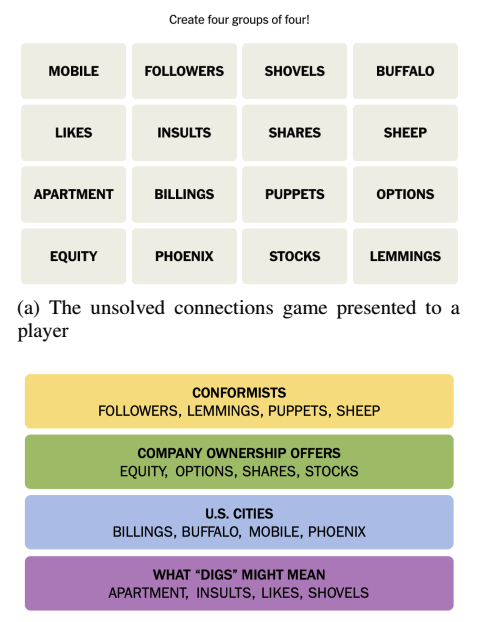 Create four groups of four!
MOBILE FOLLOWERS SHOVELS BUFFALO
LIKES INSULTS SHARES SHEEP
APARTMENT BILLINGS PUPPETS OPTIONS
EQUITY PHOENIX STOCKS LEMMINGS
(a) The unsolved connections game presented to a
player
CONFORMISTS
FOLLOWERS, LEMMINGS, PUPPETS, SHEEP
COMPANY OWNERSHIP OFFERS
EQUITY, OPTIONS, SHARES, STOCKS
U.S. CITIES
BILLINGS, BUFFALO, MOBILE, PHOENIX
WHAT “DIGS” MIGHT MEAN
APARTMENT, INSULTS, LIKES, SHOVELS